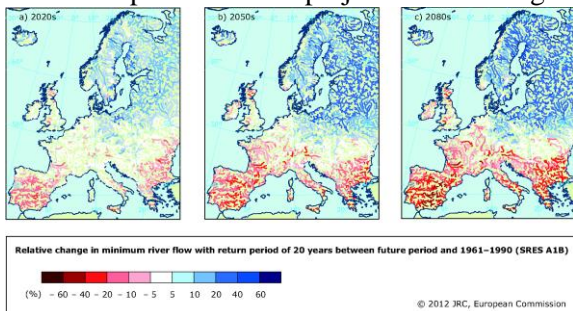 a) 2020s
b) 2050s
c) 2080s
Relative change in minimum river flow with return period of 20 years between future period and 1961–1990 (SRES A1B)
(%) – 60 – 40 – 20 – 10 – 5 5 10 20 40 60
© 2012 JRC, European Commission